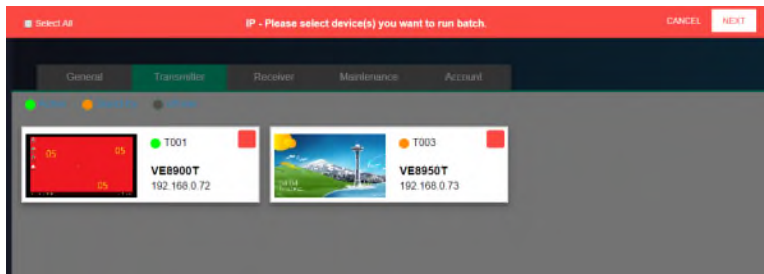 Select All
IP - Please select device(s) you want to run batch.
CANCEL
NEXT
General
Transmitter
Receiver
Maintenance
Account
05
05
05
T001
VE8900T
192.168.0.72
T003
VE8950T
192.168.0.73